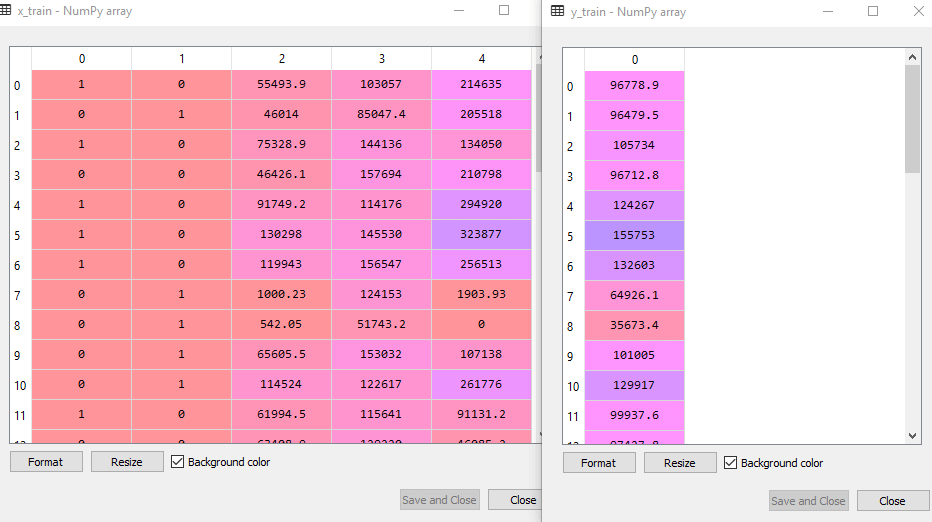 x_train - NumPy array
0 1 2 3 4
0 1 0 55493.9 103057 214635
1 0 1 46014 85047.4 205518
2 1 0 75328.9 144136 134050
3 0 0 46426.1 157694 210798
4 1 0 91749.2 114176 294920
5 1 0 130298 145530 323877
6 1 0 119943 156547 256513
7 0 1 1000.23 124153 1903.93
8 0 1 542.05 51743.2 0
9 0 1 65605.5 153032 107138
10 0 1 114524 122617 261776
11 1 0 61994.5 115641 91131.2
Format Resize Background color
Save and Close Close
y_train - NumPy array
0
0 96778.9
1 96479.5
2 105734
3 96712.8
4 124267
5 155753
6 132603
7 64926.1
8 35673.4
9 101005
10 129917
11 99937.6
Format Resize Background color
Save and Close Close